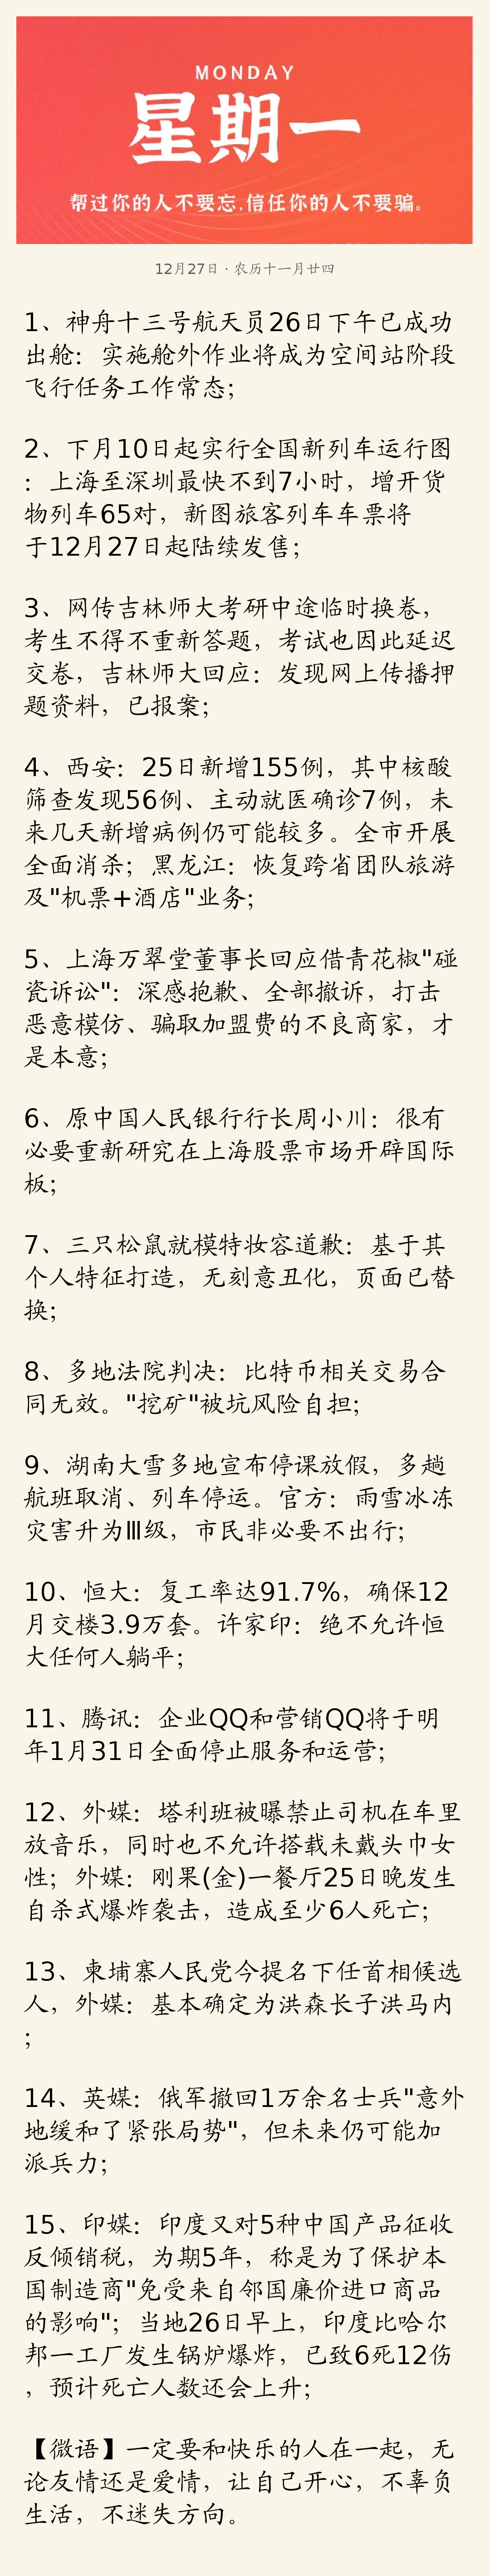 MONDAY
星期一
帮过你的人不要忘,信任你的人不要骗。
12月27日 · 农历十一月廿四
1、神舟十三号航天员26日下午已成功
出舱：实施舱外作业将成为空间站阶段
飞行任务工作常态;
2、下月10日起实行全国新列车运行图
：上海至深圳最快不到7小时，增开货
物列车65对，新图旅客列车车票将
于12月27日起陆续发售;
3、网传吉林师大考研中途临时换卷，
考生不得不重新答题，考试也因此延迟
交卷，吉林师大回应：发现网上传播押
题资料，已报案;
4、西安：25日新增155例，其中核酸
筛查发现56例、主动就医确诊7例，未
来几天新增病例仍可能较多。全市开展
全面消杀；黑龙江：恢复跨省团队旅游
及"机票+酒店"业务;
5、上海万翠堂董事长回应借青花椒"碰
瓷诉讼"：深感抱歉、全部撤诉，打击
恶意模仿、骗取加盟费的不良商家，才
是本意;
6、原中国人民银行行长周小川：很有
必要重新研究在上海股票市场开辟国际
板;
7、三只松鼠就模特妆容道歉：基于其
个人特征打造，无刻意丑化，页面已替
换;
8、多地法院判决：比特币相关交易合
同无效。"挖矿"被坑风险自担;
9、湖南大雪多地宣布停课放假，多趟
航班取消、列车停运。官方：雨雪冰冻
灾害升为Ⅲ级，市民非必要不出行;
10、恒大：复工率达91.7%，确保12
月交楼3.9万套。许家印：绝不允许恒
大任何人躺平;
11、腾讯：企业QQ和营销QQ将于明
年1月31日全面停止服务和运营;
12、外媒：塔利班被曝禁止司机在车里
放音乐，同时也不允许搭载未戴头巾女
性；外媒：刚果(金)一餐厅25日晚发生
自杀式爆炸袭击，造成至少6人死亡;
13、柬埔寨人民党今提名下任首相候选
人，外媒：基本确定为洪森长子洪马内
;
14、英媒：俄军撤回1万余名士兵"意外
地缓和了紧张局势"，但未来仍可能加
派兵力;
15、印媒：印度又对5种中国产品征收
反倾销税，为期5年，称是为了保护本
国制造商"免受来自邻国廉价进口商品
的影响"；当地26日早上，印度比哈尔
邦一工厂发生锅炉爆炸，已致6死12伤
，预计死亡人数还会上升;
【微语】一定要和快乐的人在一起，无
论友情还是爱情，让自己开心，不辜负
生活，不迷失方向。